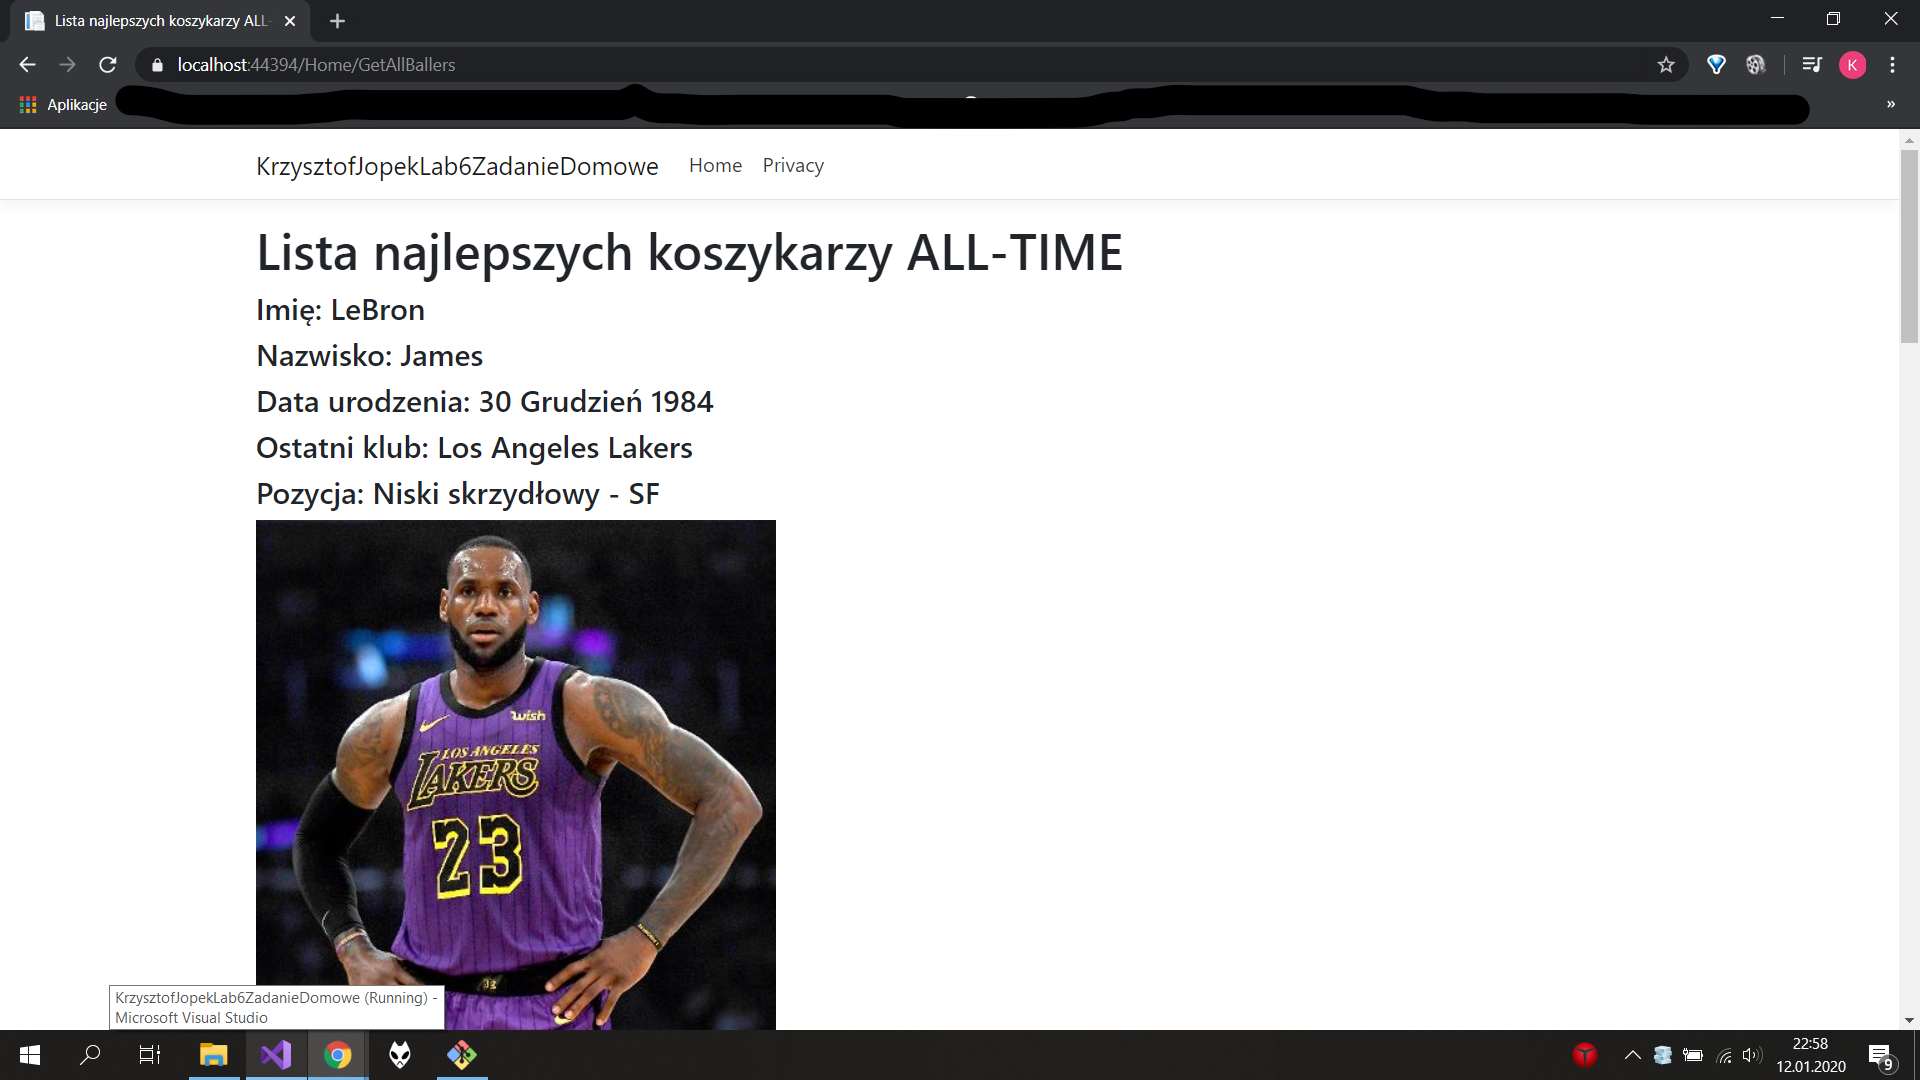 Lista najlepszych koszykarzy ALL-
localhost:44394/Home/GetAllBallers
K
Aplikacje
»
KrzysztofJopekLab6ZadanieDomowe Home Privacy
Lista najlepszych koszykarzy ALL-TIME
Imię: LeBron
Nazwisko: James
Data urodzenia: 30 Grudzień 1984
Ostatni klub: Los Angeles Lakers
Pozycja: Niski skrzydłowy - SF
wish
LOS ANGELES
LAKERS
23
KrzysztofJopekLab6ZadanieDomowe (Running) -
Microsoft Visual Studio
22:58
12.01.2020
9